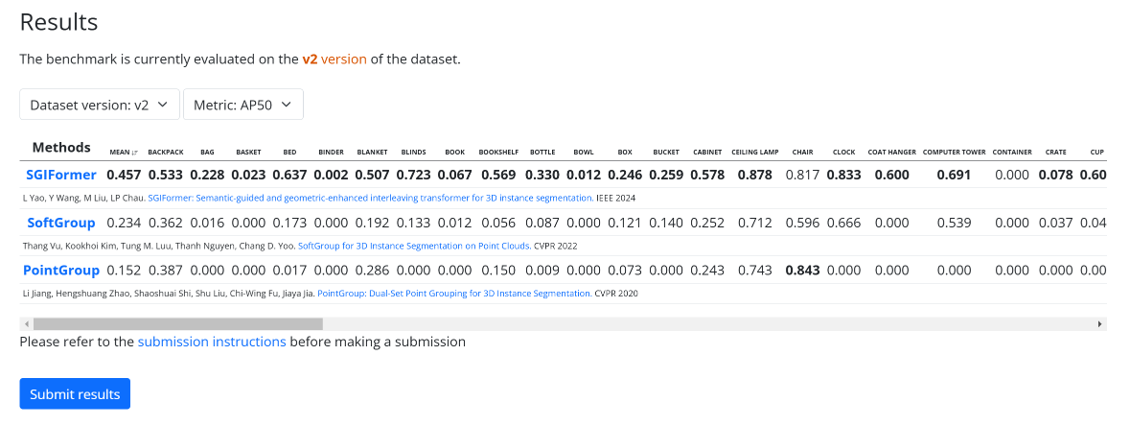 Results
The benchmark is currently evaluated on the v2 version of the dataset.
Dataset version: v2 Metric: AP50
Methods MEAN BACKPACK BAG BASKET BED BINDER BLANKET BLINDS BOOK BOOKSHELF BOTTLE BOWL BOX BUCKET CABINET CEILING LAMP CHAIR CLOCK COAT HANGER COMPUTER TOWER CONTAINER CRATE CUP
SGIFormer 0.457 0.533 0.228 0.023 0.637 0.002 0.507 0.723 0.067 0.569 0.330 0.012 0.246 0.259 0.578 0.878 0.817 0.833 0.600 0.691 0.000 0.078 0.60
L Yao, Y Wang, M Liu, LP Chau. SGIFormer: Semantic-guided and geometric-enhanced interleaving transformer for 3D instance segmentation. IEEE 2024
SoftGroup 0.234 0.362 0.016 0.000 0.173 0.000 0.192 0.133 0.012 0.056 0.087 0.000 0.121 0.140 0.252 0.712 0.596 0.666 0.000 0.539 0.000 0.037 0.04
Thang Vu, Kookhoi Kim, Tung M. Luu, Thanh Nguyen, Chang D. Yoo. SoftGroup for 3D Instance Segmentation on Point Clouds. CVPR 2022
PointGroup 0.152 0.387 0.000 0.000 0.017 0.000 0.286 0.000 0.000 0.150 0.009 0.000 0.073 0.000 0.243 0.743 0.843 0.000 0.000 0.000 0.000 0.000 0.00
Li Jiang, Hengshuang Zhao, Shaoshuai Shi, Shu Liu, Chi-Wing Fu, Jiaya Jia. PointGroup: Dual-Set Point Grouping for 3D Instance Segmentation. CVPR 2020
Please refer to the submission instructions before making a submission
Submit results